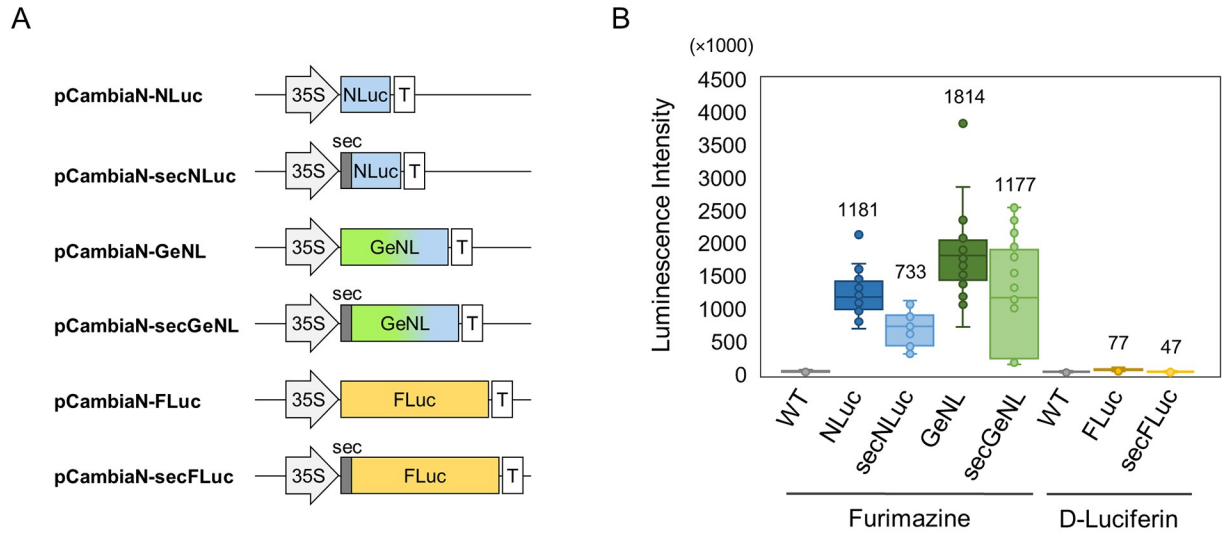 A
pCambiaN-NLuc
35S NLuc T
sec
pCambiaN-secNLuc
35S NLuc T
pCambiaN-GeNL
35S GeNL T
sec
pCambiaN-secGeNL
35S GeNL T
pCambiaN-FLuc
35S FLuc T
sec
pCambiaN-secFLuc
35S FLuc T
B
(×1000)
Luminescence Intensity
4500
4000
3500
3000
2500
2000
1500
1000
500
0
1181
733
1814
1177
77
47
WT
NLuc
secNLuc
GeNL
secGeNL
WT
FLuc
secFLuc
Furimazine
D-Luciferin